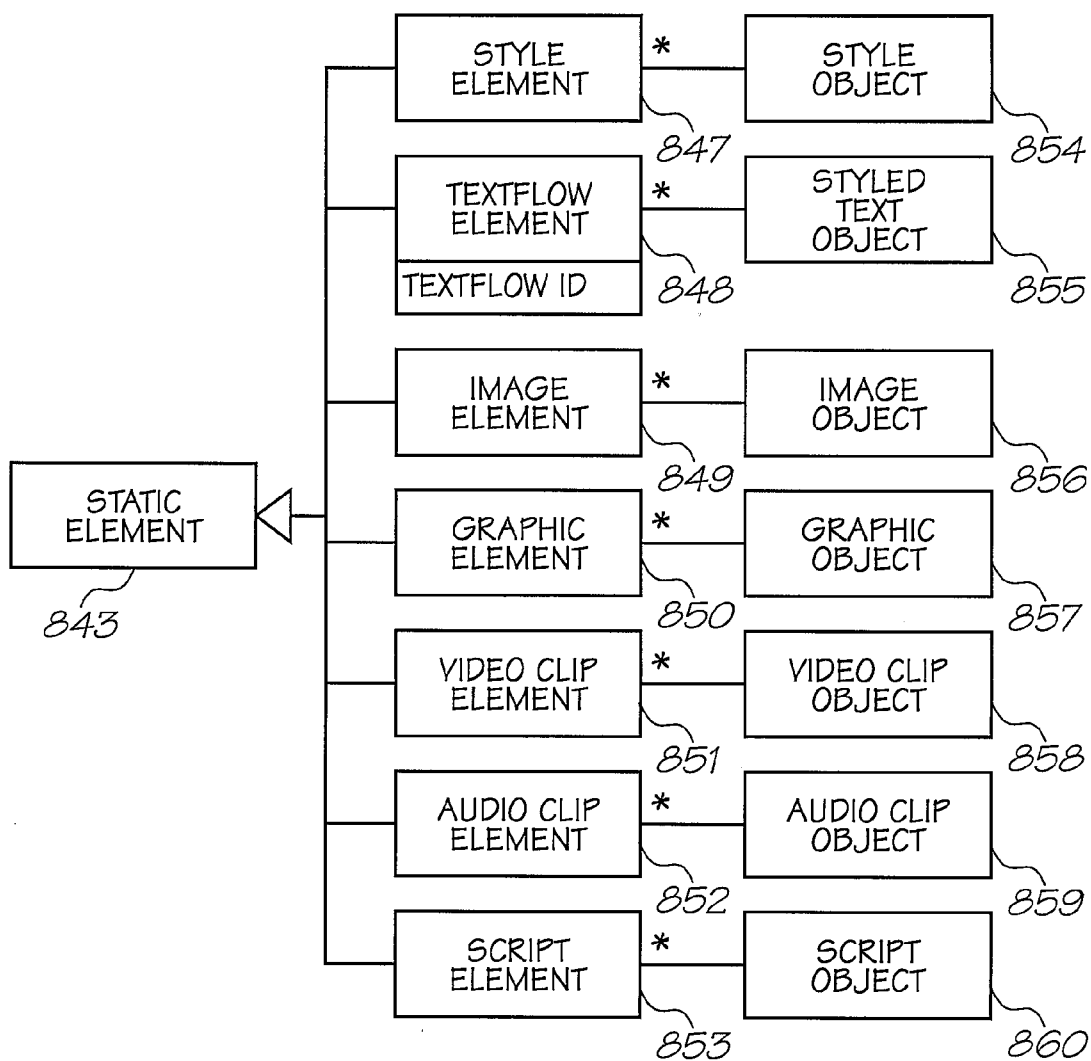 STYLE
ELEMENT
*
STYLE
OBJECT
847
854
TEXTFLOW
ELEMENT
*
STYLED
TEXT
OBJECT
TEXTFLOW ID
848
855
IMAGE
ELEMENT
*
IMAGE
OBJECT
849
856
STATIC
ELEMENT
843
GRAPHIC
ELEMENT
*
GRAPHIC
OBJECT
850
857
VIDEO CLIP
ELEMENT
*
VIDEO CLIP
OBJECT
851
858
AUDIO CLIP
ELEMENT
*
AUDIO CLIP
OBJECT
852
859
SCRIPT
ELEMENT
*
SCRIPT
OBJECT
853
860